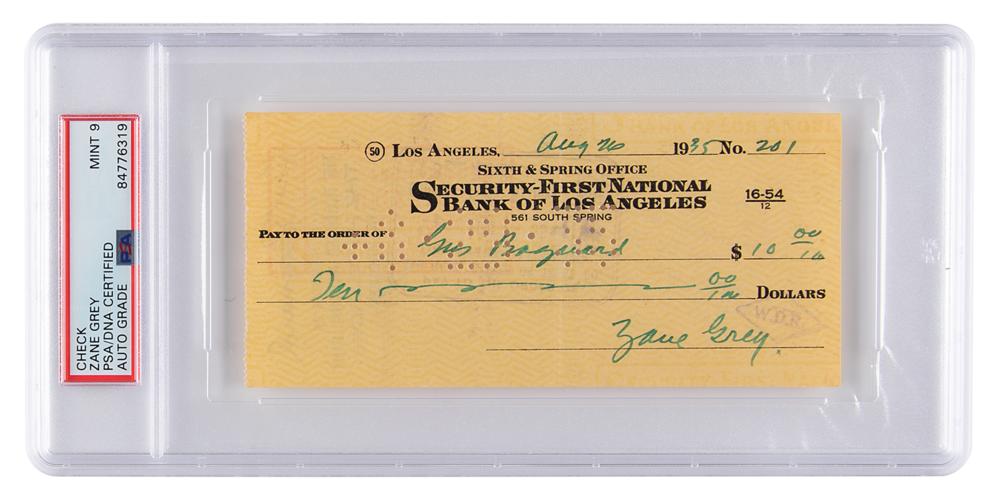 MINT 9
84776319
CHECK
ZANE GREY
PSA/DNA CERTIFIED
AUTO GRADE
PSA
50 LOS ANGELES, Aug 26 1935 No. 201
SIXTH & SPRING OFFICE
SECURITY-FIRST NATIONAL
BANK OF LOS ANGELES
561 SOUTH SPRING
16-54
12
PAY TO THE ORDER OF Gus Bagnard $ 10 00
Ten 00 DOLLARS
W.D.R.
Zane Grey.